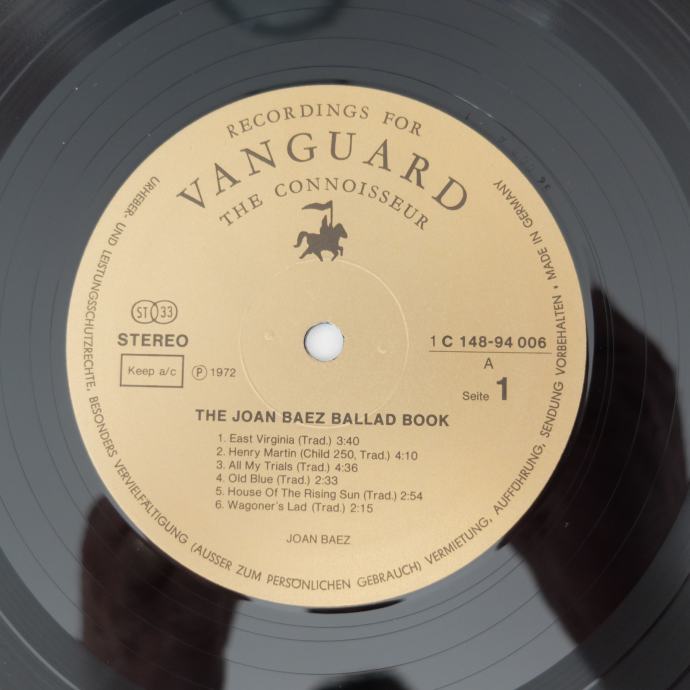 RECORDINGS FOR
VANGUARD
THE CONNOISSEUR
ST 33
STEREO
Keep a/c
Ⓟ 1972
1 C 148-94 006
A
Seite 1
THE JOAN BAEZ BALLAD BOOK
1. East Virginia (Trad.) 3:40
2. Henry Martin (Child 250, Trad.) 4:10
3. All My Trials (Trad.) 4:36
4. Old Blue (Trad.) 2:33
5. House Of The Rising Sun (Trad.) 2:54
6. Wagoner's Lad (Trad.) 2:15
JOAN BAEZ
URHEBER- UND LEISTUNGSSCHUTZRECHTE, BESONDERS VERVIELFÄLTIGUNG (AUSSER ZUM PERSÖNLICHEN GEBRAUCH) VERMIETUNG, AUFFÜHRUNG, SENDUNG VORBEHALTEN • MADE IN GERMANY